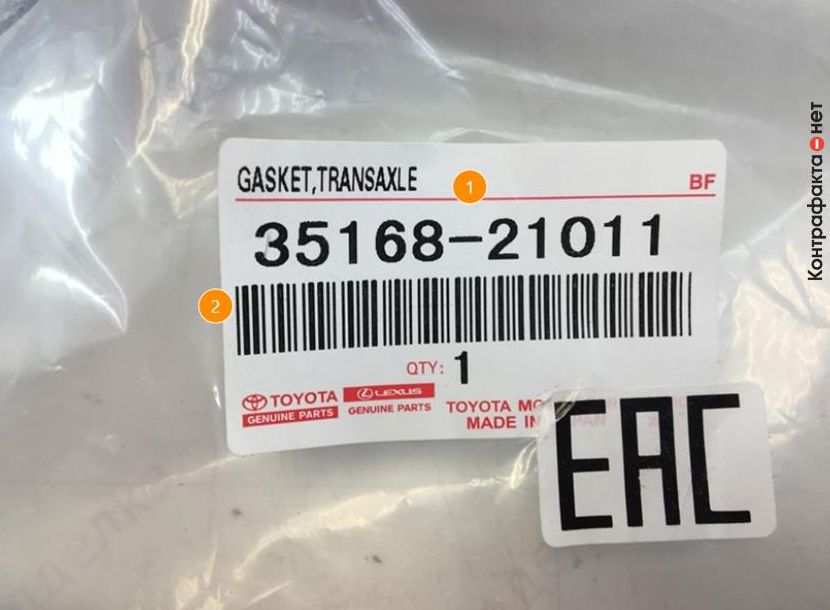 GASKET,TRANSAXLE
1
BF
35168-21011
2
QTY: 1
TOYOTA
GENUINE PARTS
LEXUS
GENUINE PARTS
TOYOTA MO
MADE IN
EAC
Контрафакта нет